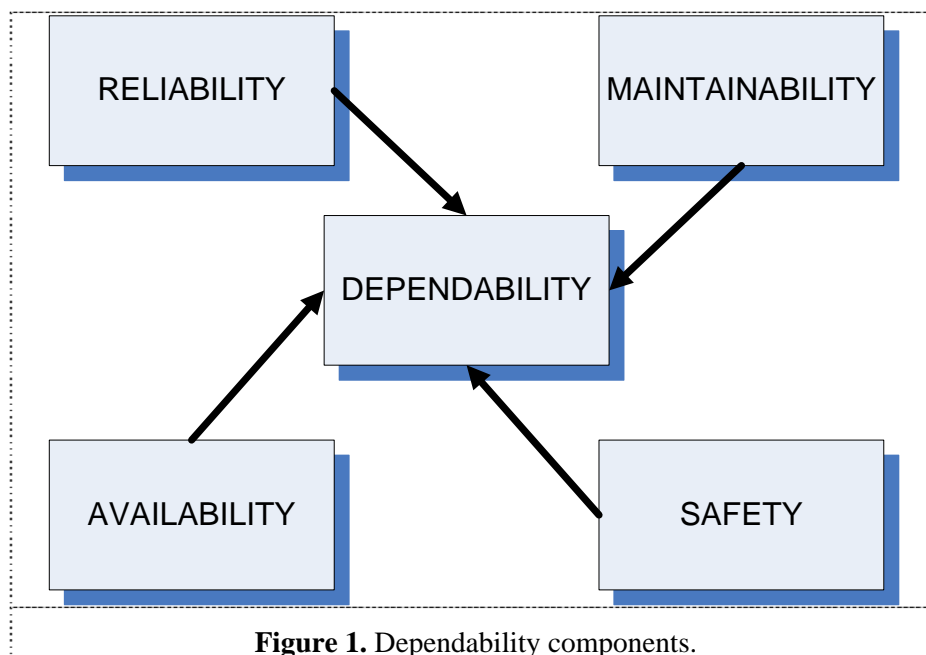 RELIABILITY
MAINTAINABILITY
DEPENDABILITY
AVAILABILITY
SAFETY
Figure 1. Dependability components.